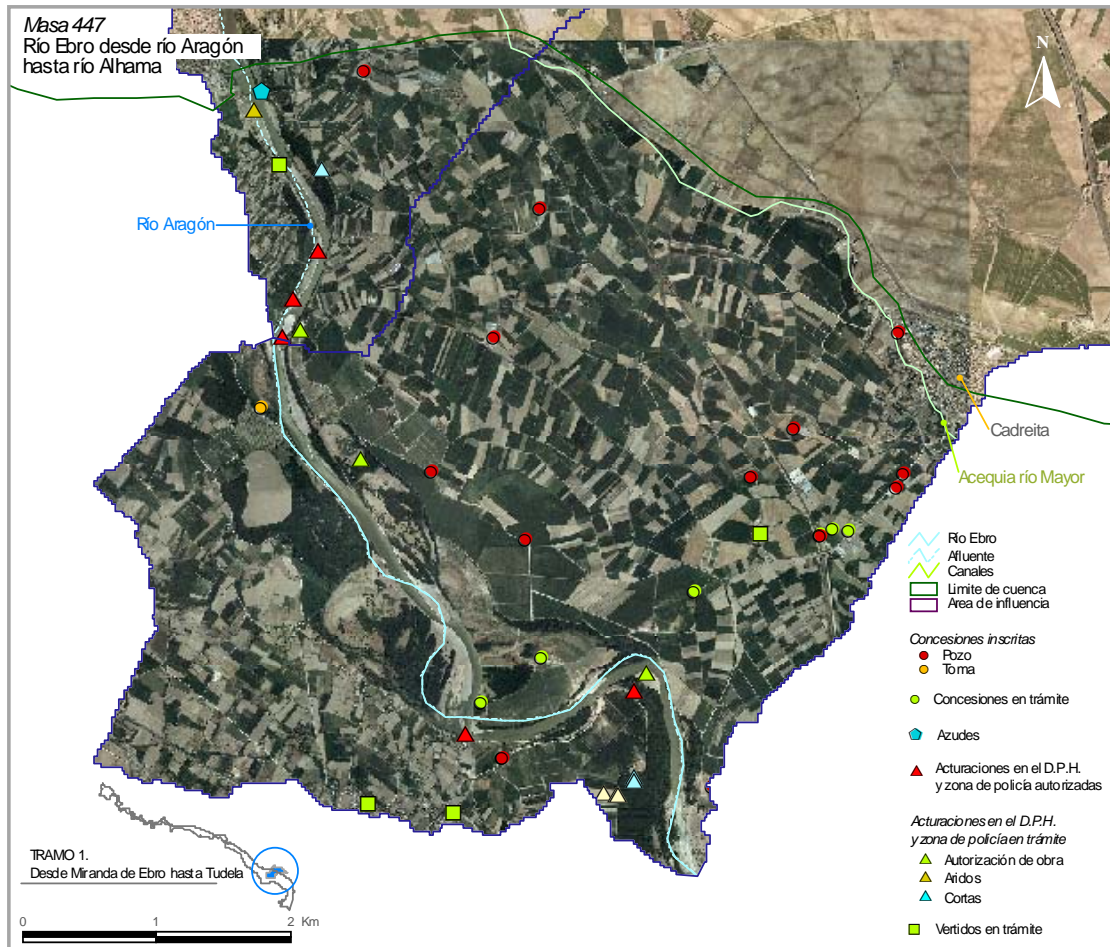 Masa 447
Río Ebro desde río Aragón
hasta río Alhama
N
Río Aragón
Cadreita
Acequia río Mayor
Río Ebro
Afluente
Canales
Limite de cuenca
Area de influencia
Concesiones inscritas
Pozo
Toma
Concesiones en trámite
Azudes
Acturaciones en el D.P.H.
y zona de policía autorizadas
Acturaciones en el D.P.H.
y zona de policía en trámite
Autorización de obra
Aridos
Cortas
Vertidos en trámite
TRAMO 1.
Desde Miranda de Ebro hasta Tudela
0 1 2 Km